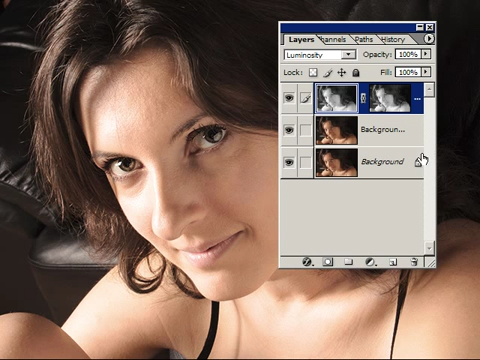 Layers Channels Paths History
Luminosity Opacity: 100%
Lock: Fill: 100%
...
Backgroun...
Background